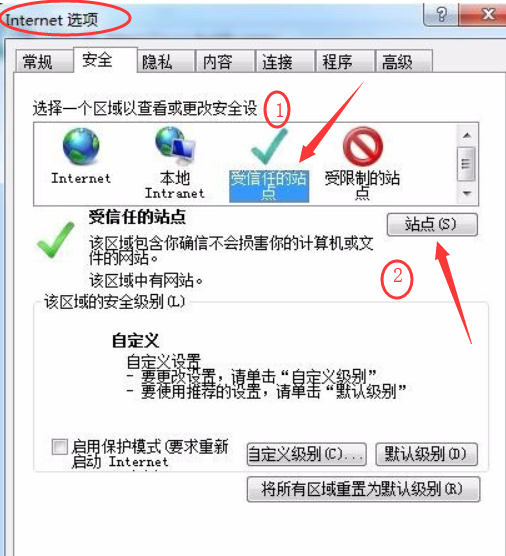 Internet 选项
常规 安全 隐私 内容 连接 程序 高级
选择一个区域以查看或更改安全设
1
Internet 本地 Intranet 受信任的站点 受限制的站点
受信任的站点
站点(S)
该区域包含你确信不会损害你的计算机或文
件的网站。
2
该区域中有网站。
该区域的安全级别(L)
自定义
自定义设置
- 要更改设置，请单击“自定义级别”
- 要使用推荐的设置，请单击“默认级别”
启用保护模式(要求重新
启动 Internet
自定义级别(C)... 默认级别(D)
将所有区域重置为默认级别(R)